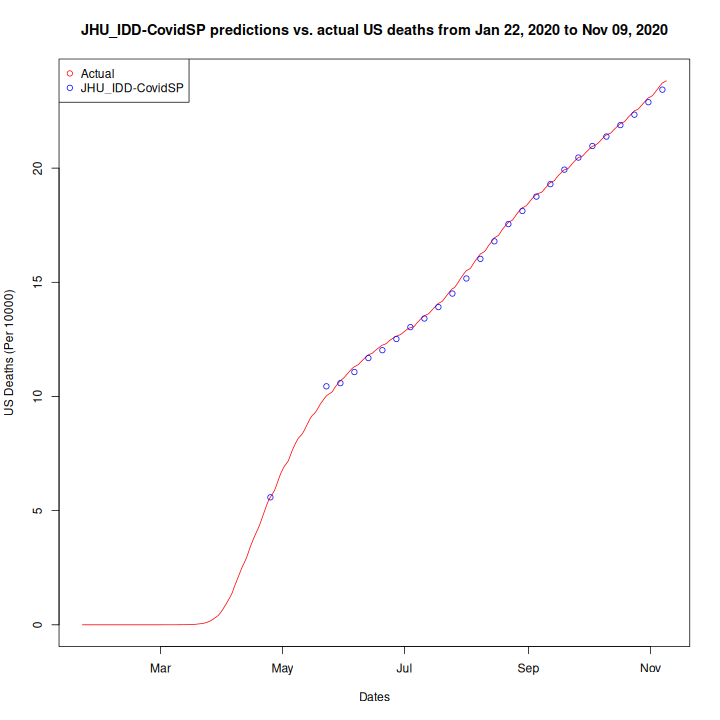 JHU_IDD-CovidSP predictions vs. actual US deaths from Jan 22, 2020 to Nov 09, 2020
Actual
JHU_IDD-CovidSP
US Deaths (Per 10000)
20
15
10
5
0
Mar May Jul Sep Nov
Dates